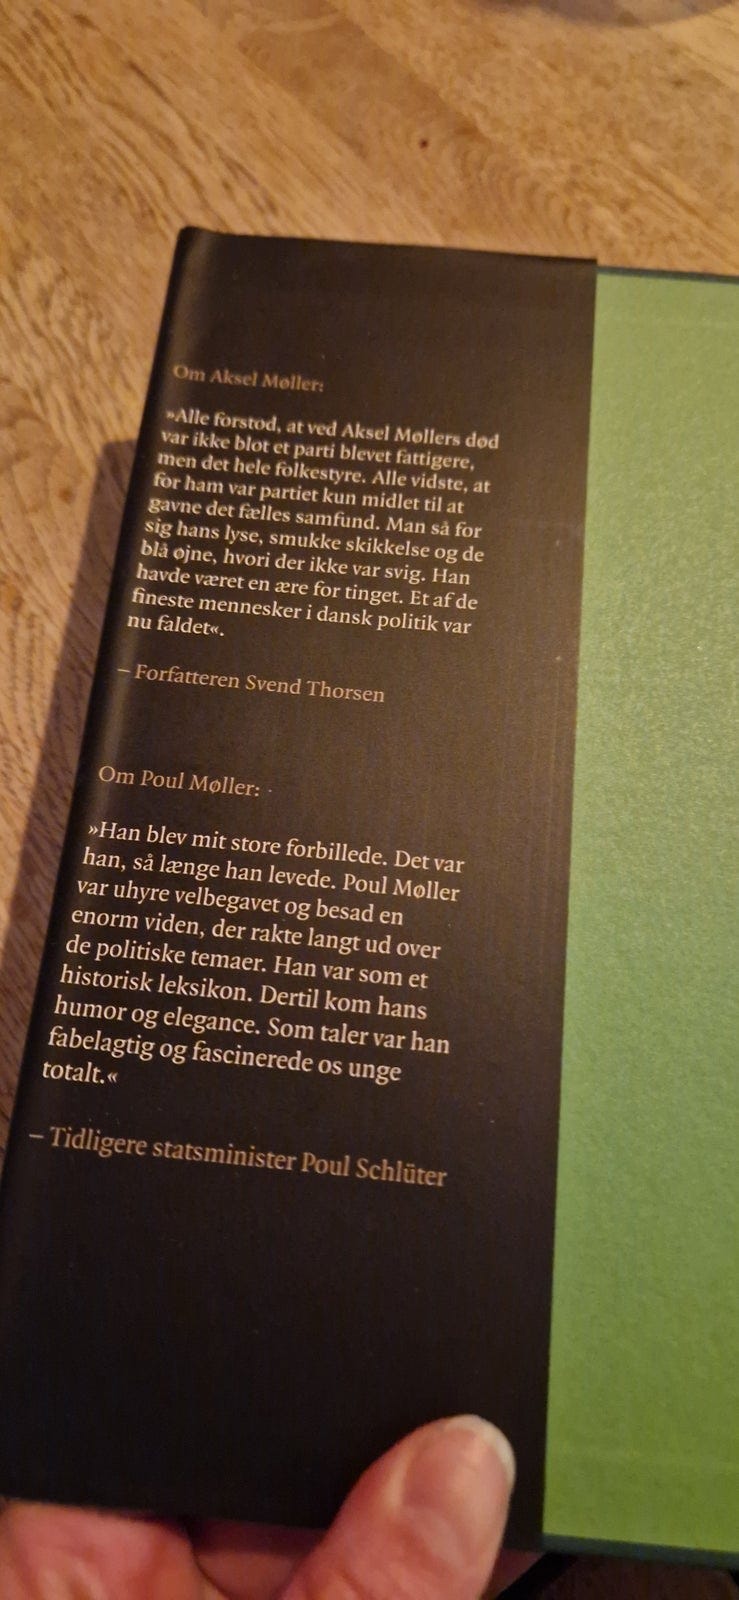 Om Aksel Møller:
»Alle forstod, at ved Aksel Møllers død
var ikke blot et parti blevet fattigere,
men det hele folkestyre. Alle vidste, at
for ham var partiet kun midlet til at
gavne det fælles samfund. Man så for
sig hans lyse, smukke skikkelse og de
blå øjne, hvori der ikke var svig. Han
havde været en ære for tinget. Et af de
fineste mennesker i dansk politik var
nu faldet«.
– Forfatteren Svend Thorsen
Om Poul Møller:
»Han blev mit store forbillede. Det var
han, så længe han levede. Poul Møller
var uhyre velbegavet og besad en
enorm viden, der rakte langt ud over
de politiske temaer. Han var som et
historisk leksikon. Dertil kom hans
humor og elegance. Som taler var han
fabelagtig og fascinerede os unge
totalt.«
– Tidligere statsminister Poul Schlüter